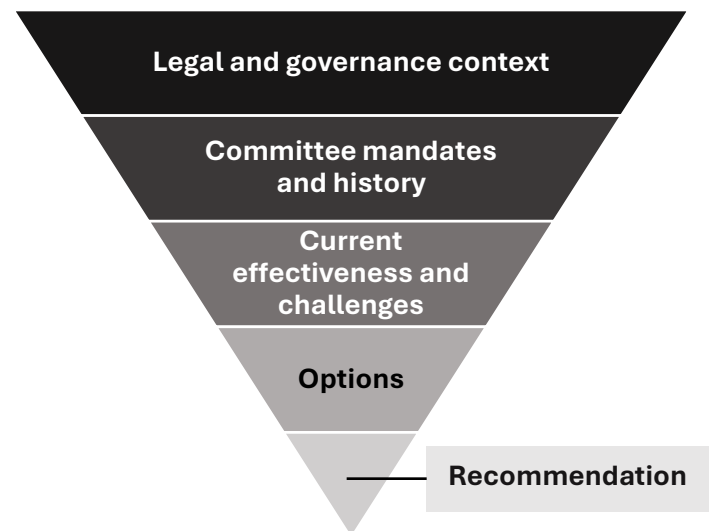 Legal and governance context
Committee mandates
and history
Current
effectiveness and
challenges
Options
Recommendation